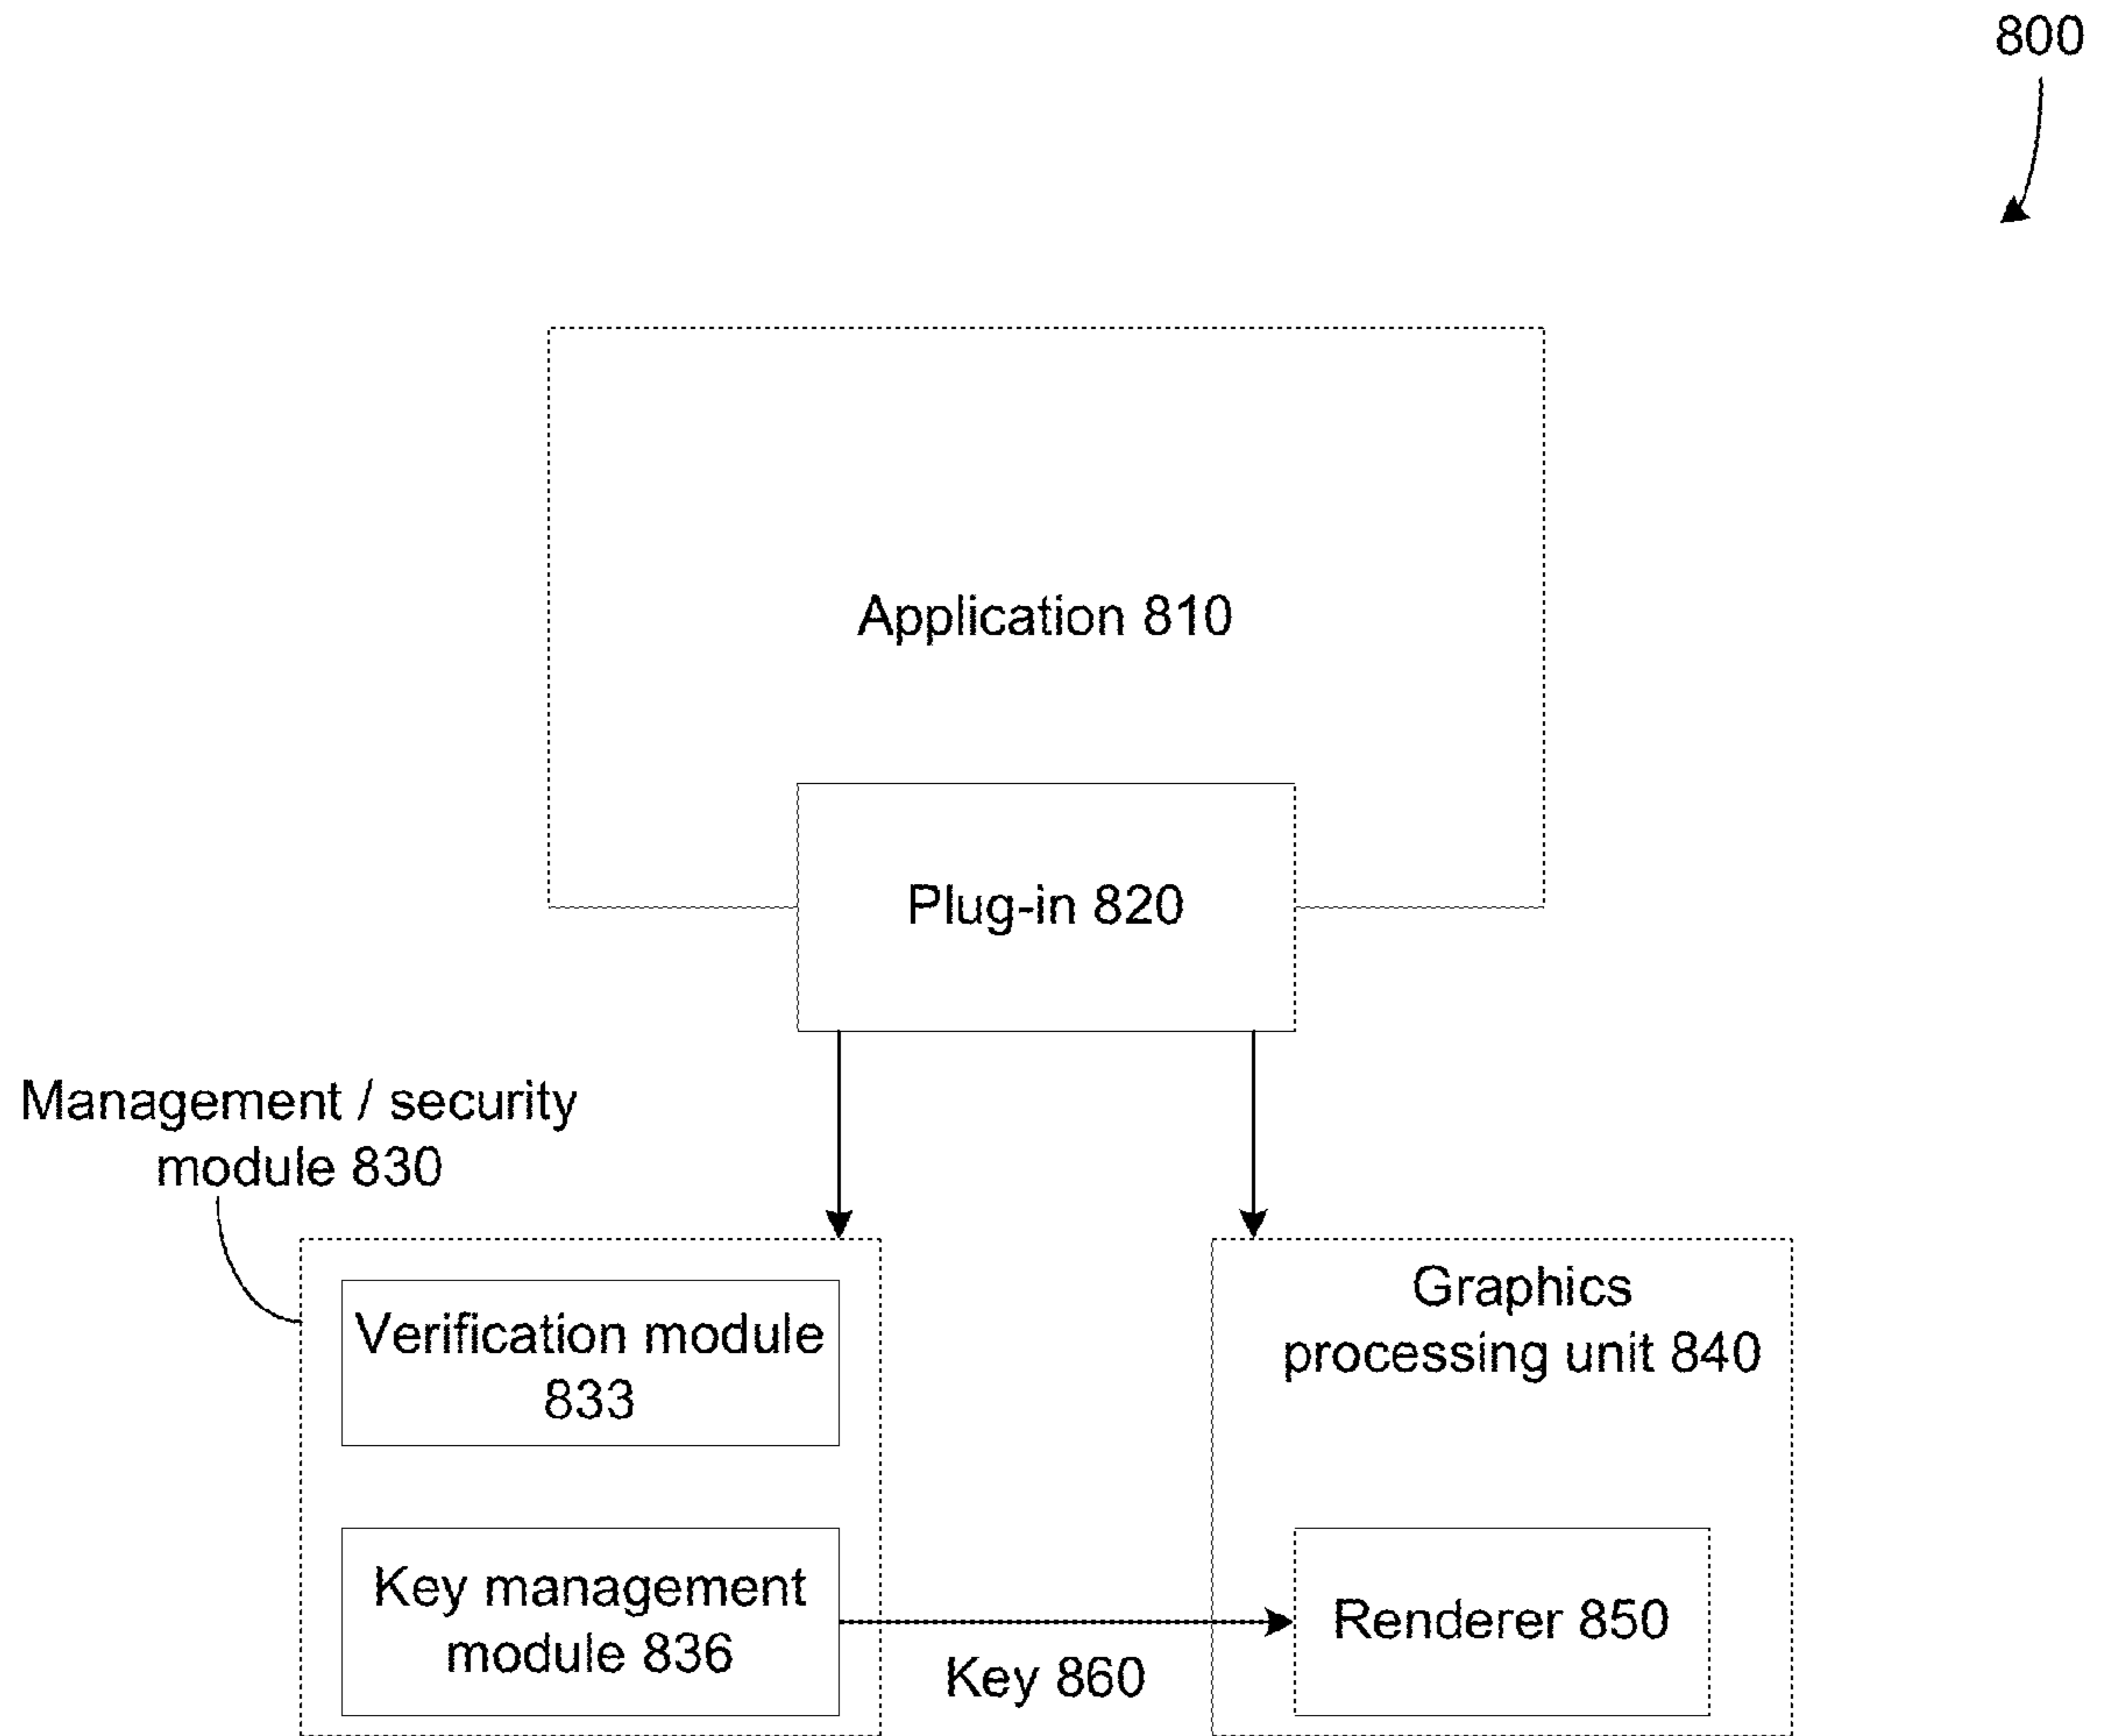 800
Application 810
Plug-in 820
Management / security
module 830
Verification module
833
Key management
module 836
Graphics
processing unit 840
Renderer 850
Key 860